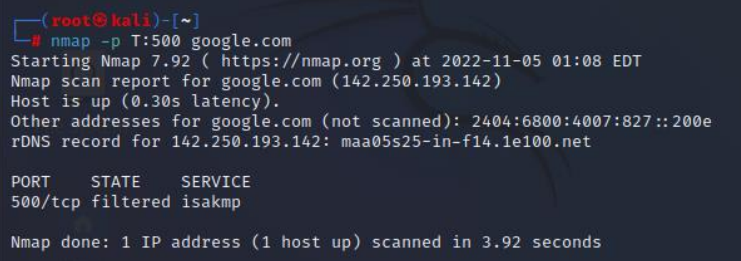 ┌──(root㉿kali)-[~]
└─# nmap -p T:500 google.com
Starting Nmap 7.92 ( https://nmap.org ) at 2022-11-05 01:08 EDT
Nmap scan report for google.com (142.250.193.142)
Host is up (0.30s latency).
Other addresses for google.com (not scanned): 2404:6800:4007:827::200e
rDNS record for 142.250.193.142: maa05s25-in-f14.1e100.net
PORT    STATE    SERVICE
500/tcp filtered isakmp
Nmap done: 1 IP address (1 host up) scanned in 3.92 seconds